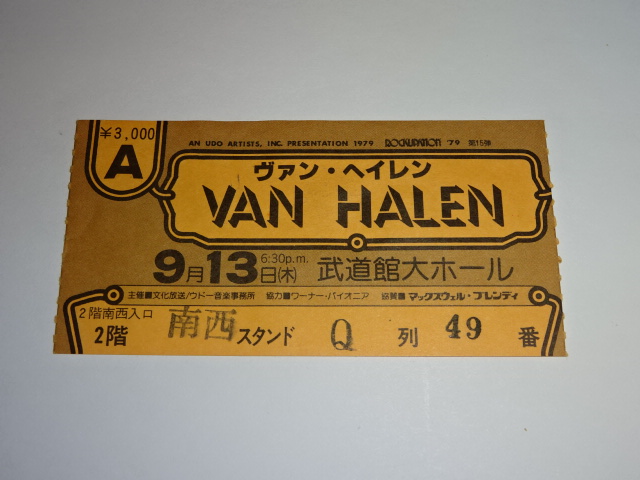 ¥3,000
A
AN UDO ARTISTS, INC. PRESENTATION 1979 ROCKUPATION '79 第15弾
ヴァン・ヘイレン
VAN HALEN
9月13日(木) 6:30p.m. 武道館大ホール
主催■文化放送/ウドー音楽事務所 協力■ワーナー・パイオニア 協賛■マックスウェル・ブレンディ
2階南西入口
2階 南西 スタンド Q 列 49 番